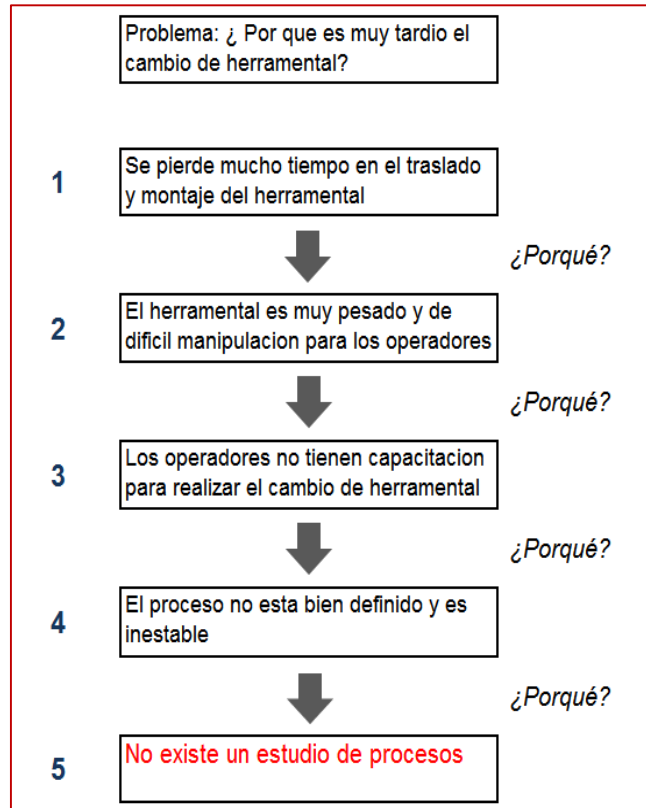 Problema: ¿ Por que es muy tardio el
cambio de herramental?
1
Se pierde mucho tiempo en el traslado
y montaje del herramental
¿Porqué?
2
El herramental es muy pesado y de
dificil manipulacion para los operadores
¿Porqué?
3
Los operadores no tienen capacitacion
para realizar el cambio de herramental
¿Porqué?
4
El proceso no esta bien definido y es
inestable
¿Porqué?
5
No existe un estudio de procesos